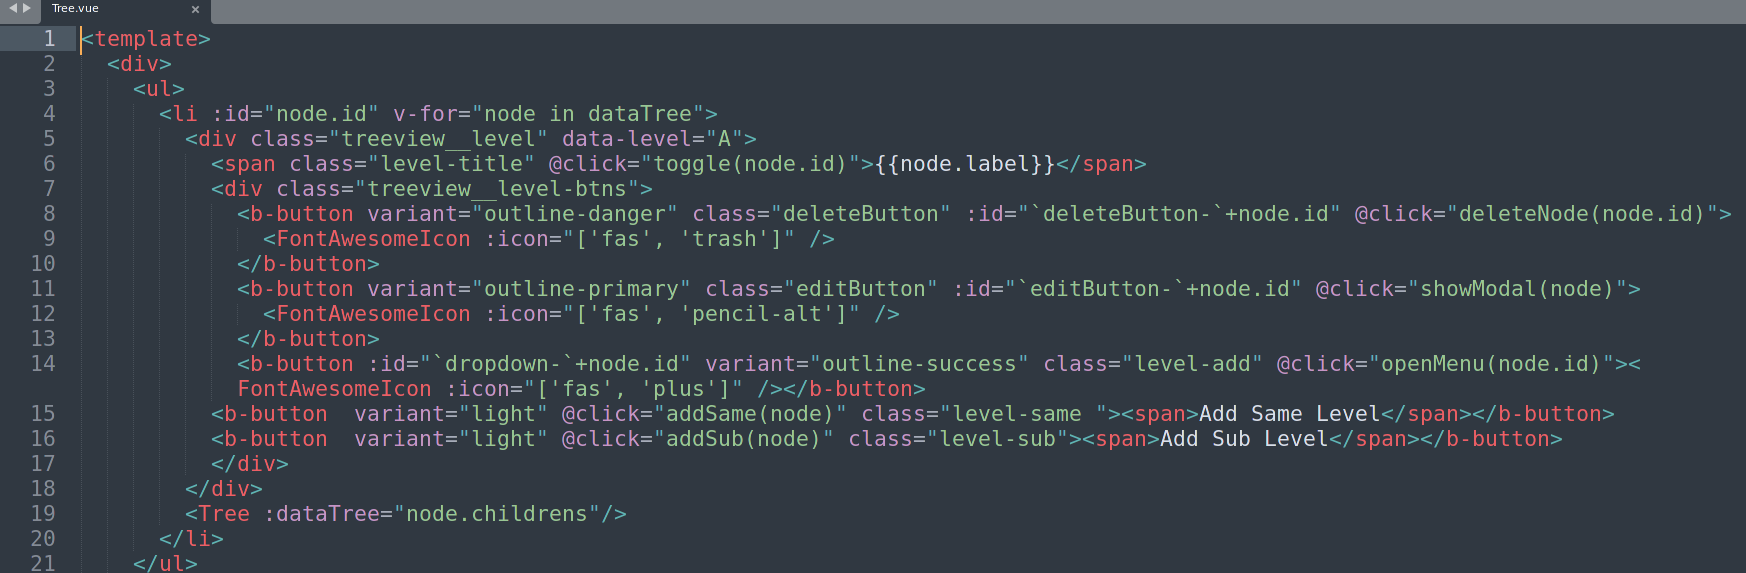 Tree.vue
1 <template>
2   <div>
3     <ul>
4       <li :id="node.id" v-for="node in dataTree">
5         <div class="treeview__level" data-level="A">
6           <span class="level-title" @click="toggle(node.id)">{{node.label}}</span>
7           <div class="treeview__level-btns">
8             <b-button variant="outline-danger" class="deleteButton" :id="`deleteButton-`+node.id" @click="deleteNode(node.id)">
9               <FontAwesomeIcon :icon="['fas', 'trash']" />
10             </b-button>
11             <b-button variant="outline-primary" class="editButton" :id="`editButton-`+node.id" @click="showModal(node)">
12               <FontAwesomeIcon :icon="['fas', 'pencil-alt']" />
13             </b-button>
14             <b-button :id="`dropdown-`+node.id" variant="outline-success" class="level-add" @click="openMenu(node.id)"><
FontAwesomeIcon :icon="['fas', 'plus']" /></b-button>
15           <b-button  variant="light" @click="addSame(node)" class="level-same "><span>Add Same Level</span></b-button>
16           <b-button  variant="light" @click="addSub(node)" class="level-sub"><span>Add Sub Level</span></b-button>
17           </div>
18         </div>
19         <Tree :dataTree="node.childrens"/>
20       </li>
21     </ul>